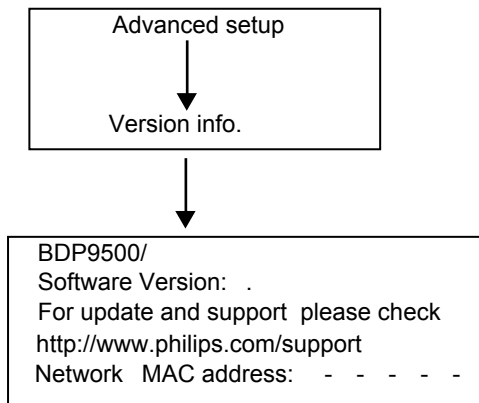 Advanced setup
Version info.
BDP9500/
Software Version: .
For update and support please check
http://www.philips.com/support
Network MAC address: - - - - -